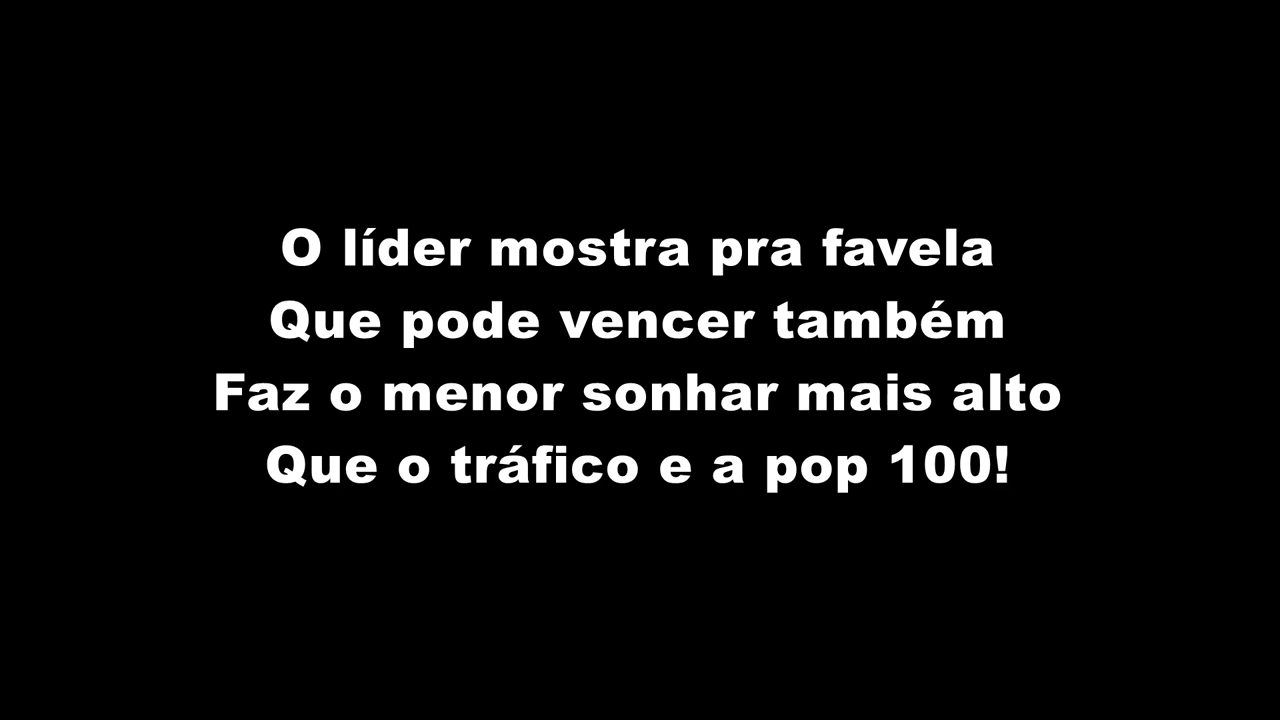 O líder mostra pra favela
Que pode vencer também
Faz o menor sonhar mais alto
Que o tráfico e a pop 100!